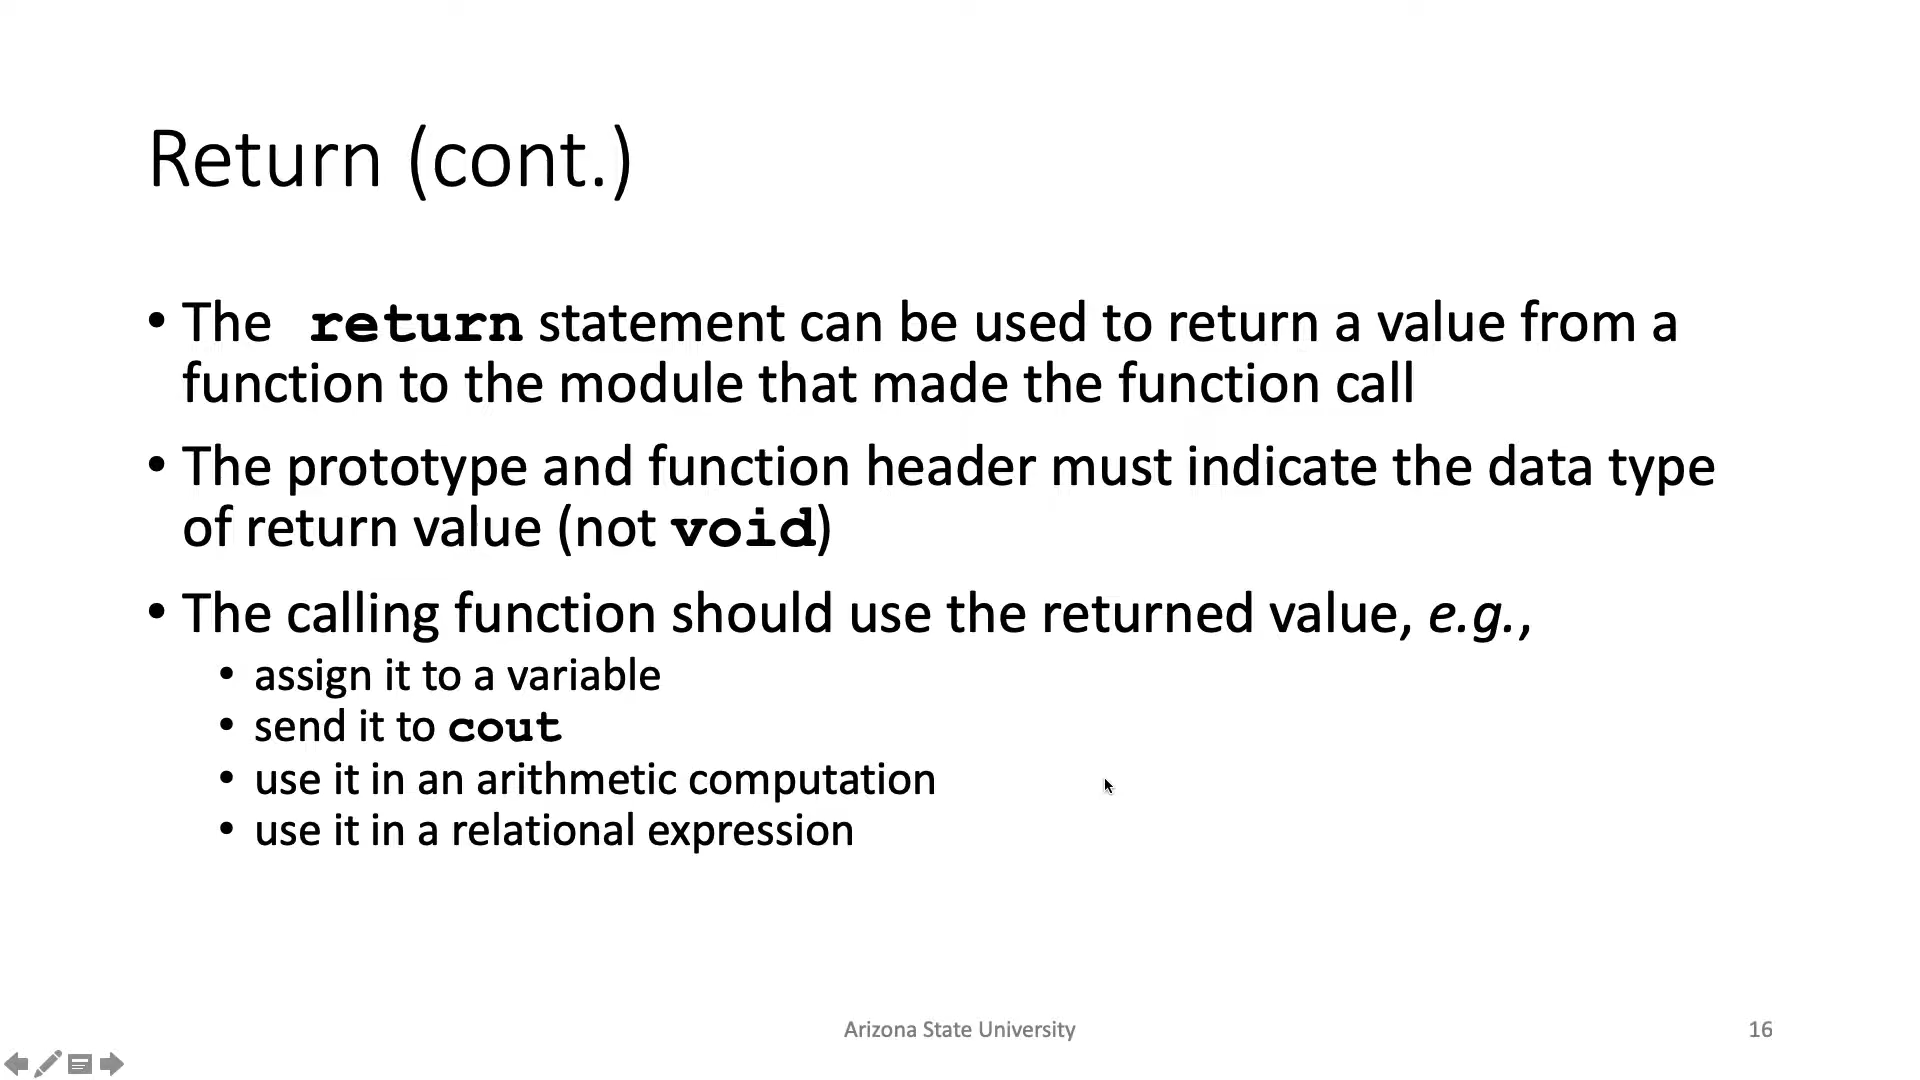 Return (cont.)
• The return statement can be used to return a value from a
function to the module that made the function call
• The prototype and function header must indicate the data type
of return value (not void)
• The calling function should use the returned value, e.g.,
• assign it to a variable
• send it to cout
• use it in an arithmetic computation
• use it in a relational expression
Arizona State University
16